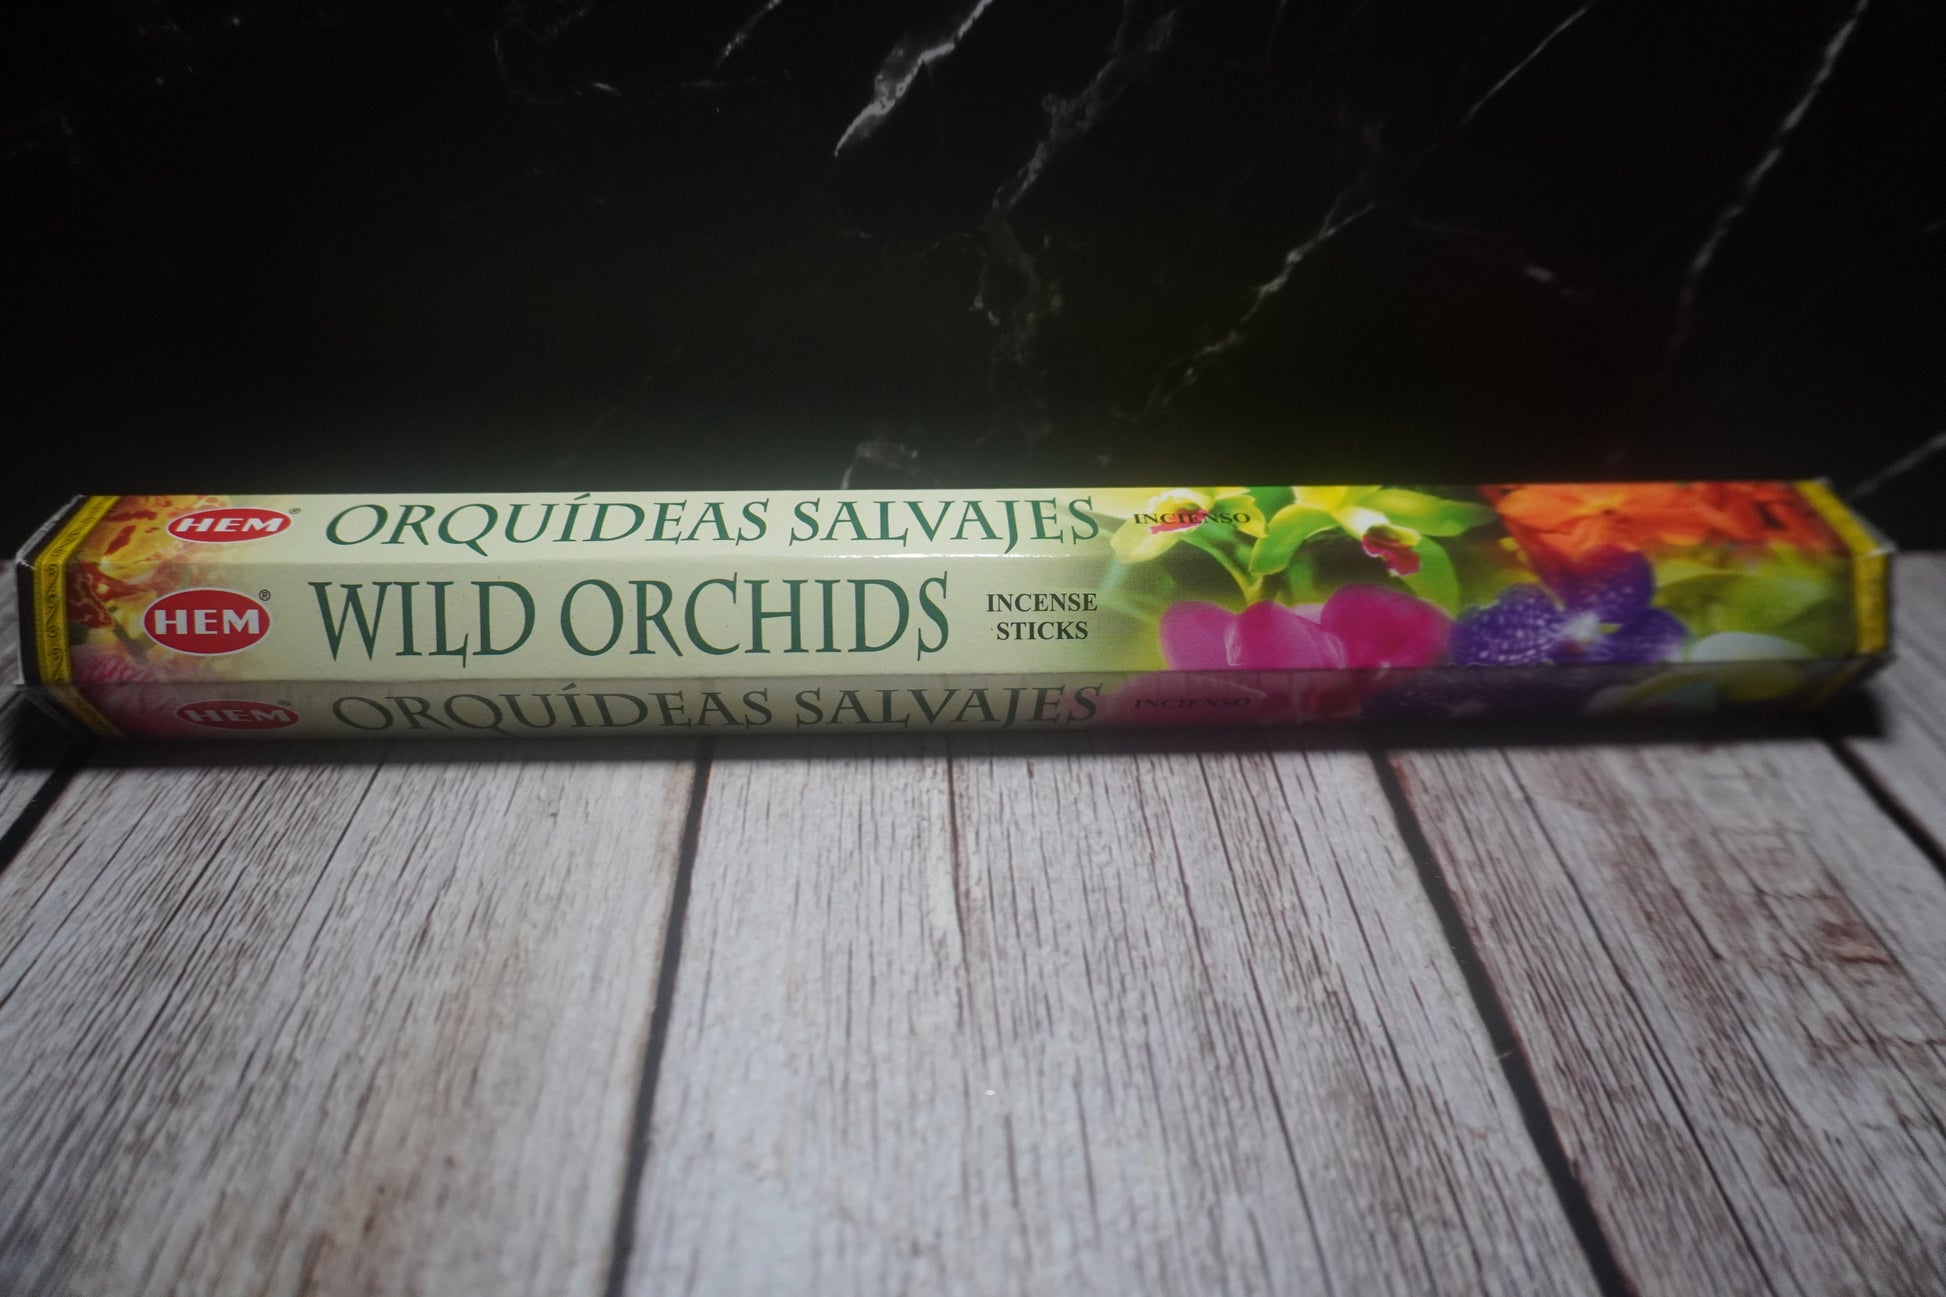 HEM® ORQUÍDEAS SALVAJES INCIENSO
HEM® WILD ORCHIDS INCENSE
STICKS
HEM ORQUÍDEAS SALVAJES INCIENSO